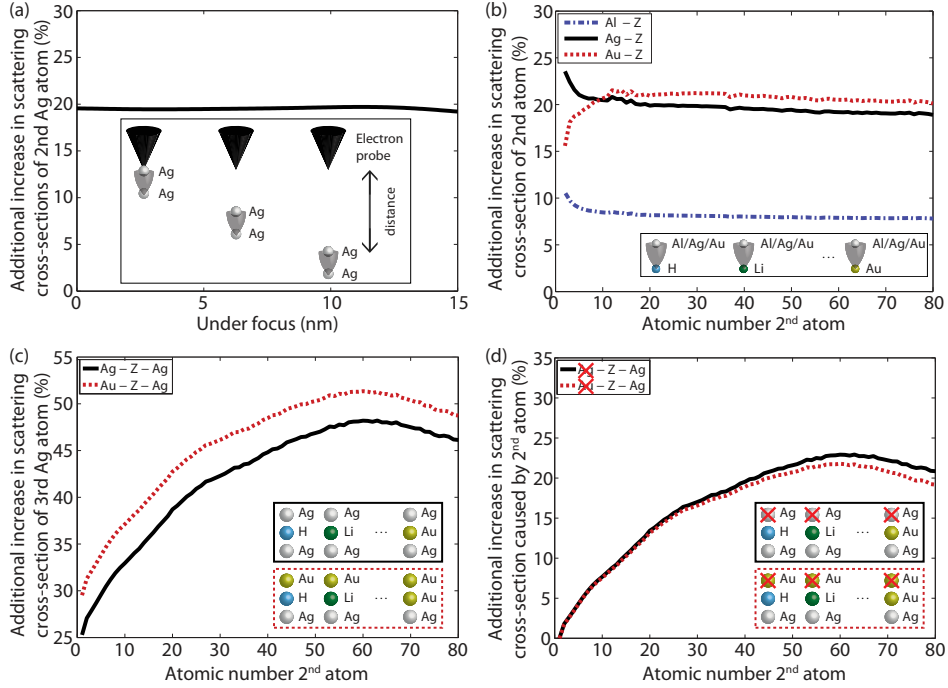 (a)
Additional increase in scattering
cross-sections of 2nd Ag atom (%)
30
25
20
15
10
5
0
0 5 10 15
Under focus (nm)
Ag
Ag
Ag
Ag
Ag
Ag
Electron
probe
distance
(b)
Additional increase in scattering
cross-section of 2nd atom (%)
30
25
20
15
10
5
0
0 10 20 30 40 50 60 70 80
Atomic number 2nd atom
Al – Z
Ag – Z
Au – Z
Al/Ag/Au Al/Ag/Au Al/Ag/Au
H Li ... Au
(c)
Additional increase in scattering
cross-section of 3rd Ag atom (%)
55
50
45
40
35
30
25
0 10 20 30 40 50 60 70 80
Atomic number 2nd atom
Ag – Z – Ag
Au – Z – Ag
Ag Ag Ag
H Li ... Au
Ag Ag Ag
Au Au Au
H Li ... Au
Ag Ag Ag
(d)
Additional increase in scattering
cross-section caused by 2nd atom (%)
35
30
25
20
15
10
5
0
0 10 20 30 40 50 60 70 80
Atomic number 2nd atom
Ag – Z – Ag
Au – Z – Ag
Ag Ag Ag
H Li ... Au
Ag Ag Ag
Au Au Au
H Li ... Au
Ag Ag Ag